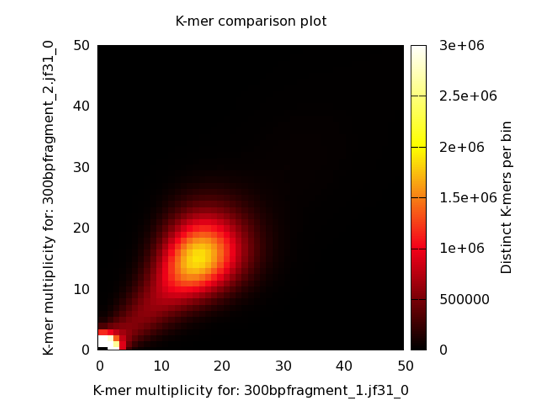 K-mer comparison plot
K-mer multiplicity for: 300bpfragment_2.jf31_0
50
40
30
20
10
0
0 10 20 30 40 50
K-mer multiplicity for: 300bpfragment_1.jf31_0
3e+06
2.5e+06
2e+06
1.5e+06
1e+06
500000
0
Distinct K-mers per bin